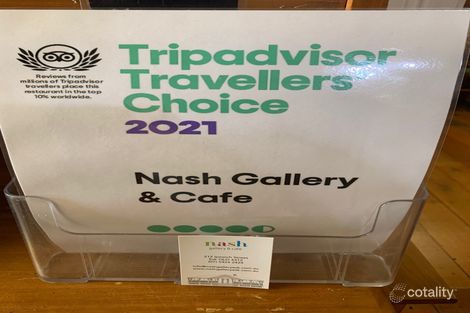 Tripadvisor
Travellers
Choice
2021
Reviews from
millions of Tripadvisor
travellers place this
restaurant in the top
10% worldwide.
Nash Gallery
& Cafe
nash
gallery & café
cotality